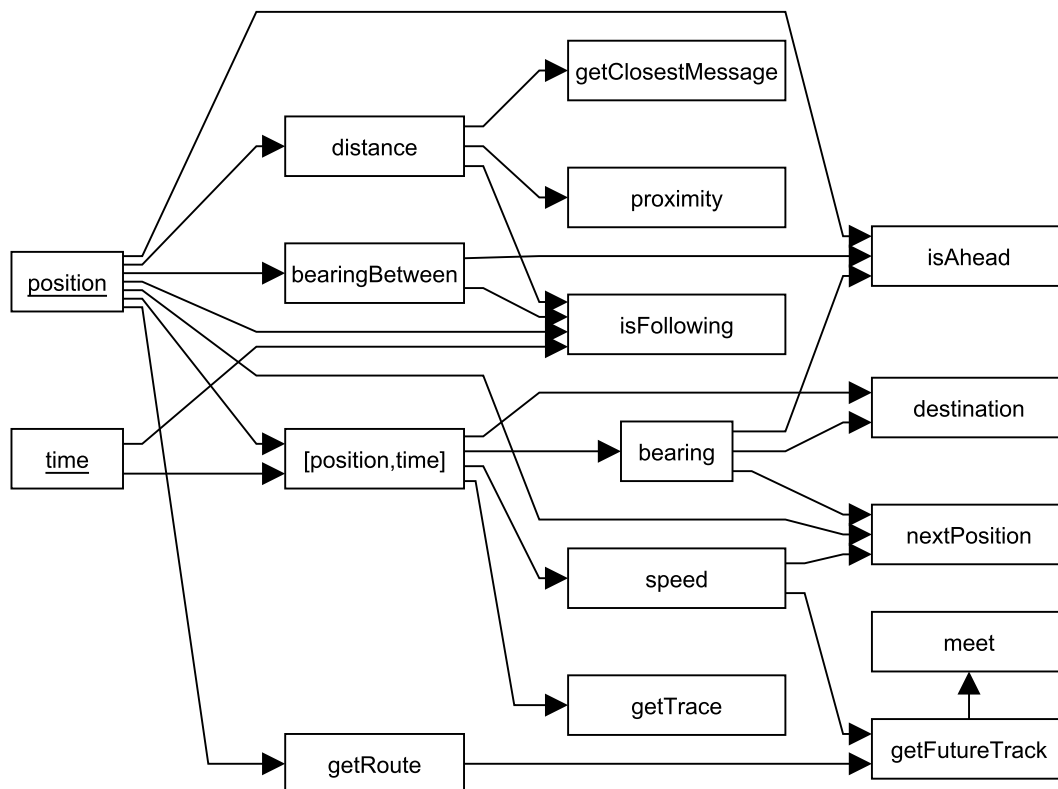 getClosestMessage
distance
proximity
position
bearingBetween
isAhead
isFollowing
destination
time
[position,time]
bearing
nextPosition
speed
meet
getTrace
getRoute
getFutureTrack